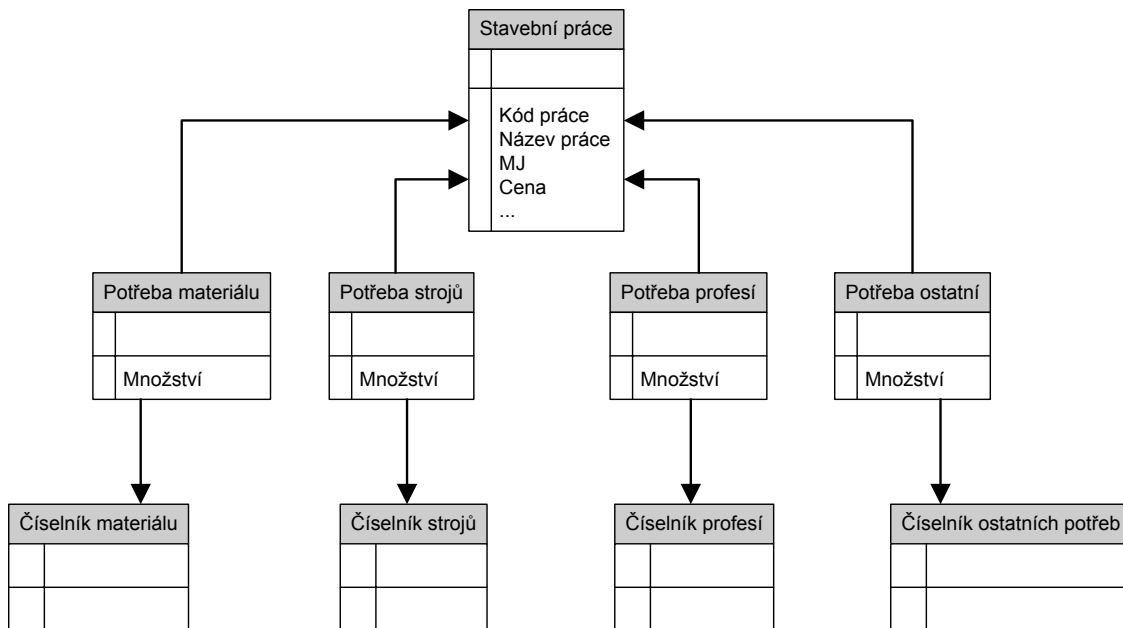 Stavební práce
Kód práce
Název práce
MJ
Cena
...
Potřeba materiálu
Potřeba strojů
Potřeba profesí
Potřeba ostatní
Množství
Množství
Množství
Množství
Číselník materiálu
Číselník strojů
Číselník profesí
Číselník ostatních potřeb